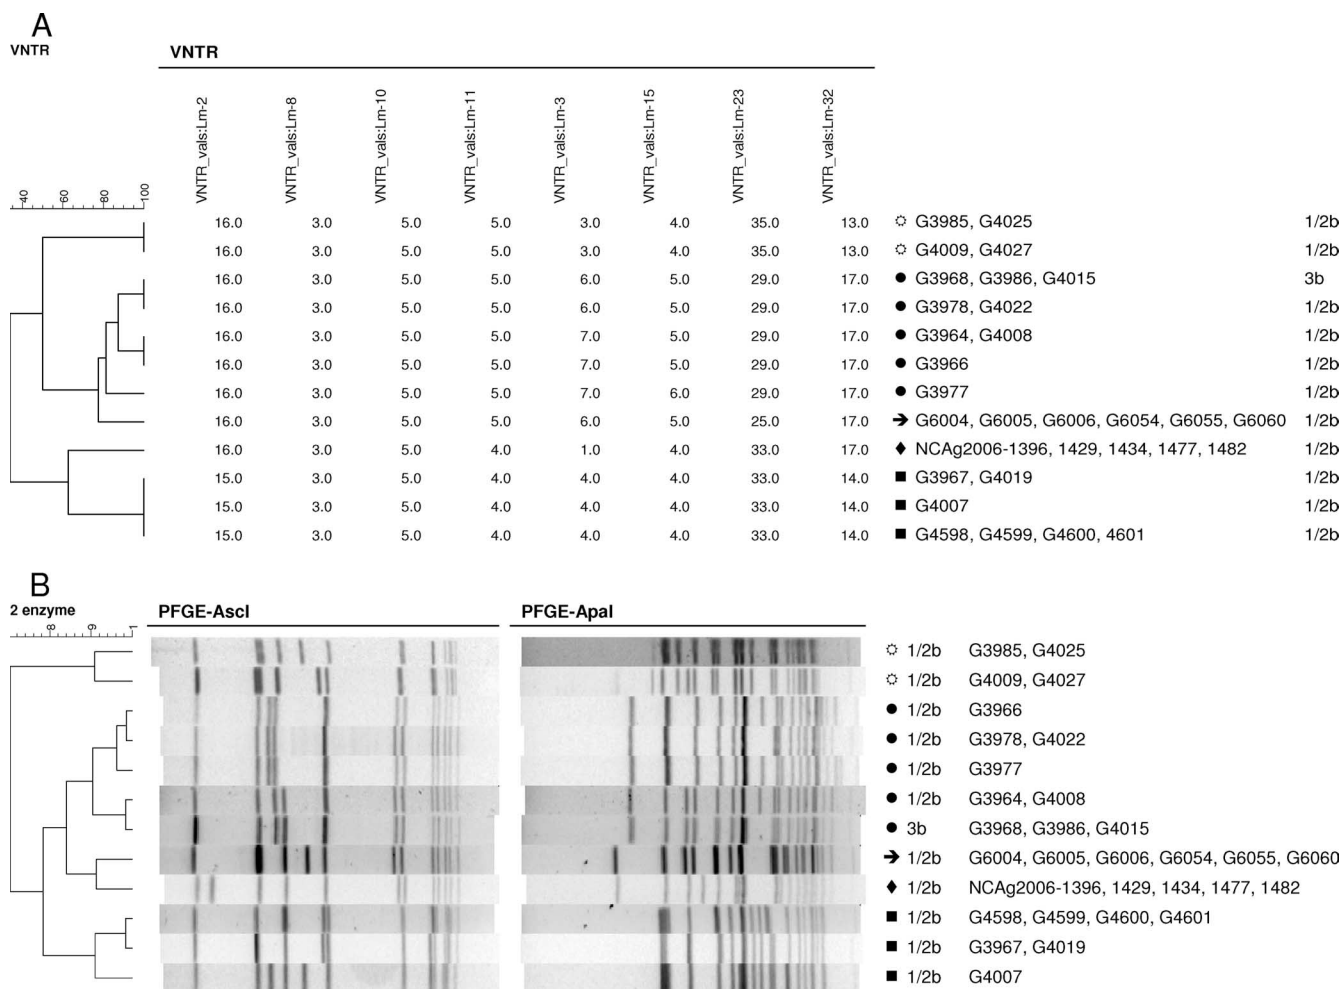 A
VNTR
VNTR
VNTR_vals:Lm-2 VNTR_vals:Lm-8 VNTR_vals:Lm-10 VNTR_vals:Lm-11 VNTR_vals:Lm-3 VNTR_vals:Lm-15 VNTR_vals:Lm-23 VNTR_vals:Lm-32
40 60 80 100
16.0 3.0 5.0 5.0 3.0 4.0 35.0 13.0 G3985, G4025 1/2b
16.0 3.0 5.0 5.0 3.0 4.0 35.0 13.0 G4009, G4027 1/2b
16.0 3.0 5.0 5.0 6.0 5.0 29.0 17.0 G3968, G3986, G4015 3b
16.0 3.0 5.0 5.0 6.0 5.0 29.0 17.0 G3978, G4022 1/2b
16.0 3.0 5.0 5.0 7.0 5.0 29.0 17.0 G3964, G4008 1/2b
16.0 3.0 5.0 5.0 7.0 5.0 29.0 17.0 G3966 1/2b
16.0 3.0 5.0 5.0 7.0 6.0 29.0 17.0 G3977 1/2b
16.0 3.0 5.0 5.0 6.0 5.0 25.0 17.0 G6004, G6005, G6006, G6054, G6055, G6060 1/2b
16.0 3.0 5.0 4.0 1.0 4.0 33.0 17.0 NCAg2006-1396, 1429, 1434, 1477, 1482 1/2b
15.0 3.0 5.0 4.0 4.0 4.0 33.0 14.0 G3967, G4019 1/2b
15.0 3.0 5.0 4.0 4.0 4.0 33.0 14.0 G4007 1/2b
15.0 3.0 5.0 4.0 4.0 4.0 33.0 14.0 G4598, G4599, G4600, 4601 1/2b
B
2 enzyme PFGE-AscI PFGE-ApaI
8 9 1
1/2b G3985, G4025
1/2b G4009, G4027
1/2b G3966
1/2b G3978, G4022
1/2b G3977
1/2b G3964, G4008
3b G3968, G3986, G4015
1/2b G6004, G6005, G6006, G6054, G6055, G6060
1/2b NCAg2006-1396, 1429, 1434, 1477, 1482
1/2b G4598, G4599, G4600, G4601
1/2b G3967, G4019
1/2b G4007